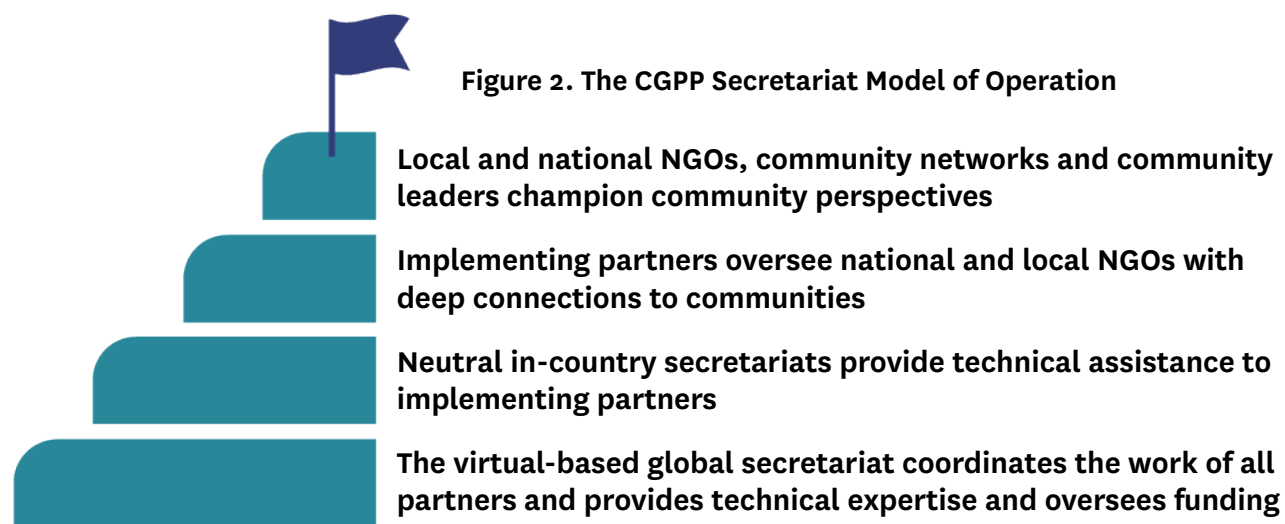 Figure 2. The CGPP Secretariat Model of Operation
Local and national NGOs, community networks and community
leaders champion community perspectives
Implementing partners oversee national and local NGOs with
deep connections to communities
Neutral in-country secretariats provide technical assistance to
implementing partners
The virtual-based global secretariat coordinates the work of all
partners and provides technical expertise and oversees funding